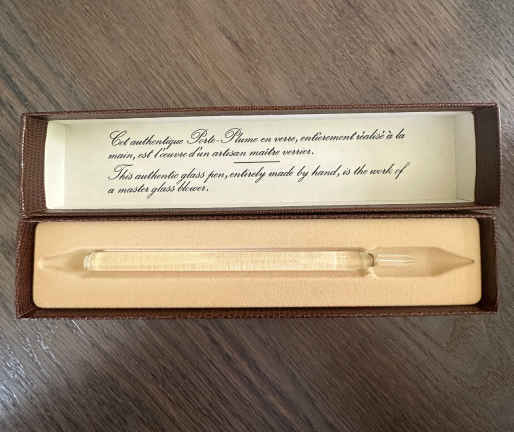 Cet authentique Porte-Plume en verre, entièrement réalisé à la
main, est l'œuvre d'un artisan maître verrier.
This authentic glass pen, entirely made by hand, is the work of
a master glass blower.